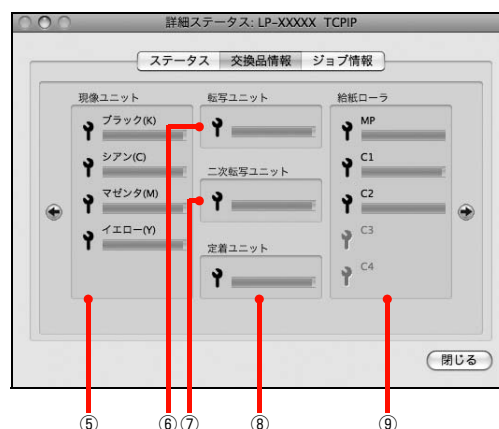 詳細ステータス: LP-XXXXX TCPIP
ステータス 交換品情報 ジョブ情報
現像ユニット
ブラック(K)
シアン(C)
マゼンタ(M)
イエロー(Y)
転写ユニット
二次転写ユニット
定着ユニット
給紙ローラ
MP
C1
C2
C3
C4
閉じる
⑤ ⑥ ⑦ ⑧ ⑨